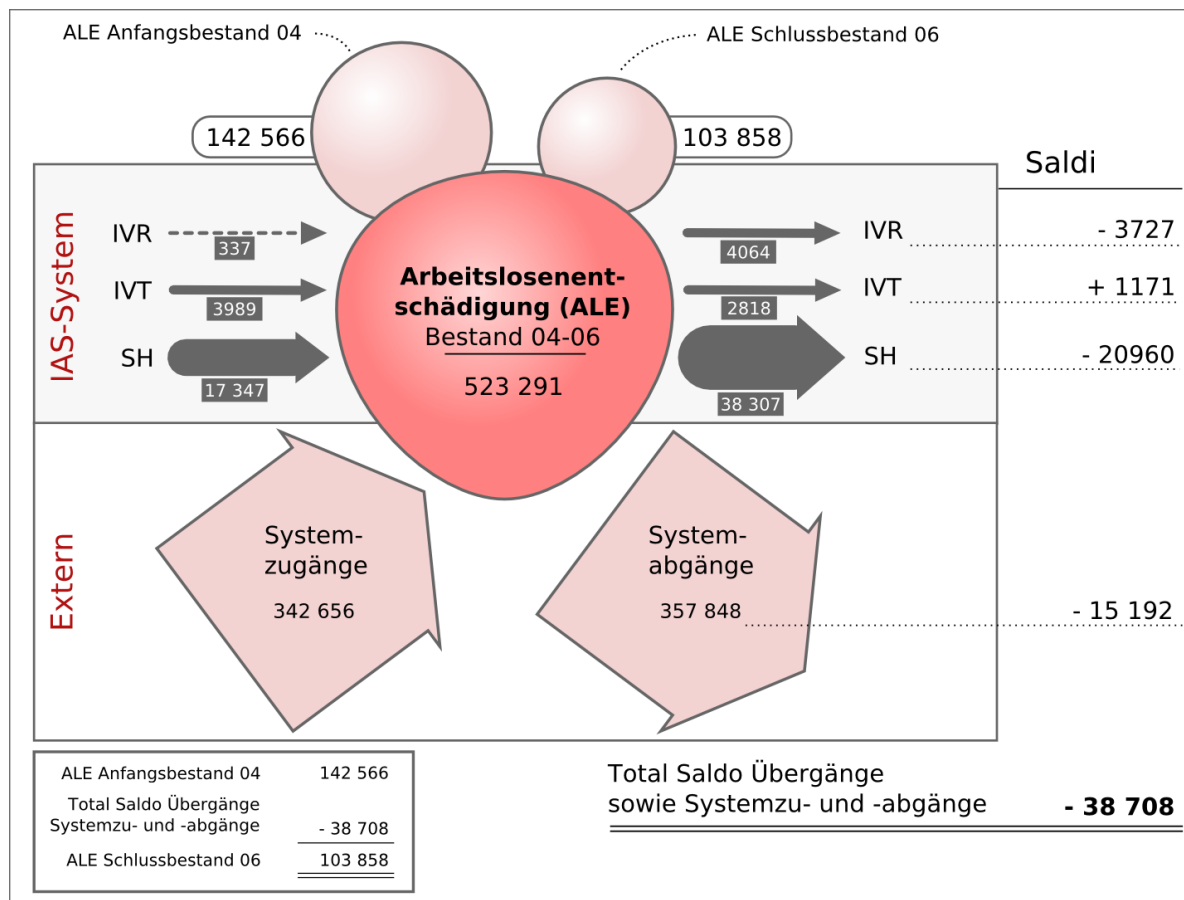 ALE Anfangsbestand 04
ALE Schlussbestand 06
142 566
103 858
Saldi
IAS-System
IVR
337
4064
IVR
- 3727
IVT
3989
2818
IVT
+ 1171
SH
17 347
38 307
SH
- 20960
Arbeitslosenent-
schädigung (ALE)
Bestand 04-06
523 291
Extern
System-
zugänge
342 656
System-
abgänge
357 848
- 15 192
ALE Anfangsbestand 04 142 566
Total Saldo Übergänge
Systemzu- und -abgänge - 38 708
ALE Schlussbestand 06 103 858
Total Saldo Übergänge
sowie Systemzu- und -abgänge - 38 708